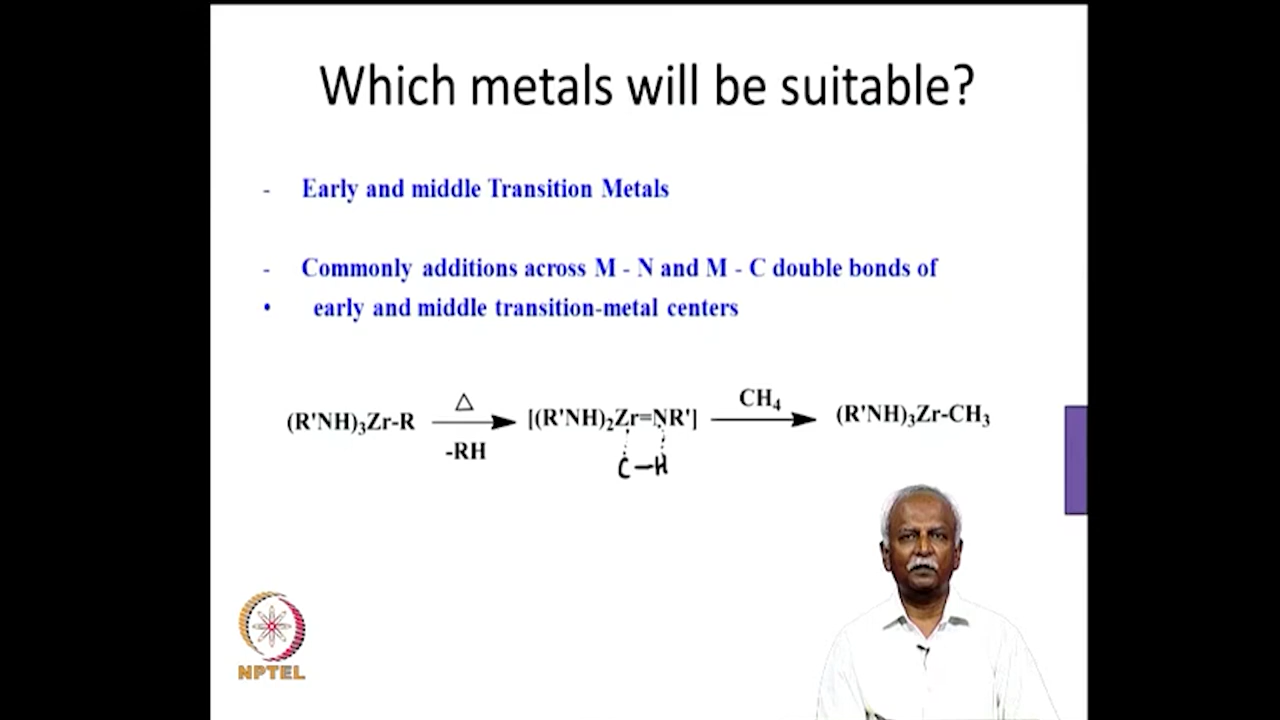 Which metals will be suitable?
- Early and middle Transition Metals
- Commonly additions across M - N and M - C double bonds of
• early and middle transition-metal centers
△ CH₄
(R'NH)₃Zr-R [(R'NH)₂Zr=NR'] (R'NH)₃Zr-CH₃
-RH
C-H
NPTEL